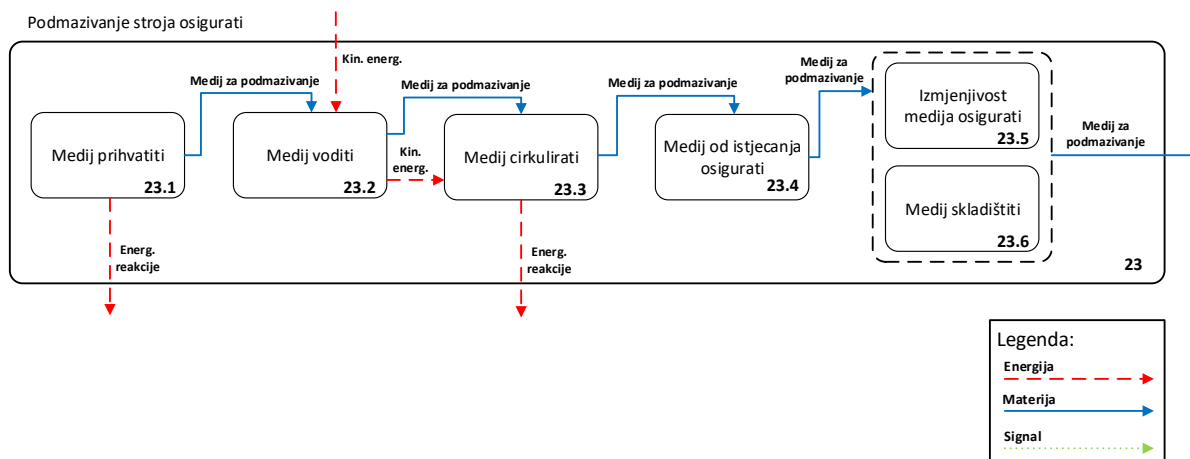 Podmazivanje stroja osigurati
Kin. energ.
Medij za podmazivanje
Medij za podmazivanje
Medij za podmazivanje
Medij za
podmazivanje
Medij prihvatiti
23.1
Medij voditi
23.2
Kin.
energ.
Medij cirkulirati
23.3
Medij od istjecanja
osigurati
23.4
Izmjenjivost
medija osigurati
23.5
Medij skladištiti
23.6
Medij za
podmazivanje
Energ.
reakcije
Energ.
reakcije
23
Legenda:
Energija
Materija
Signal